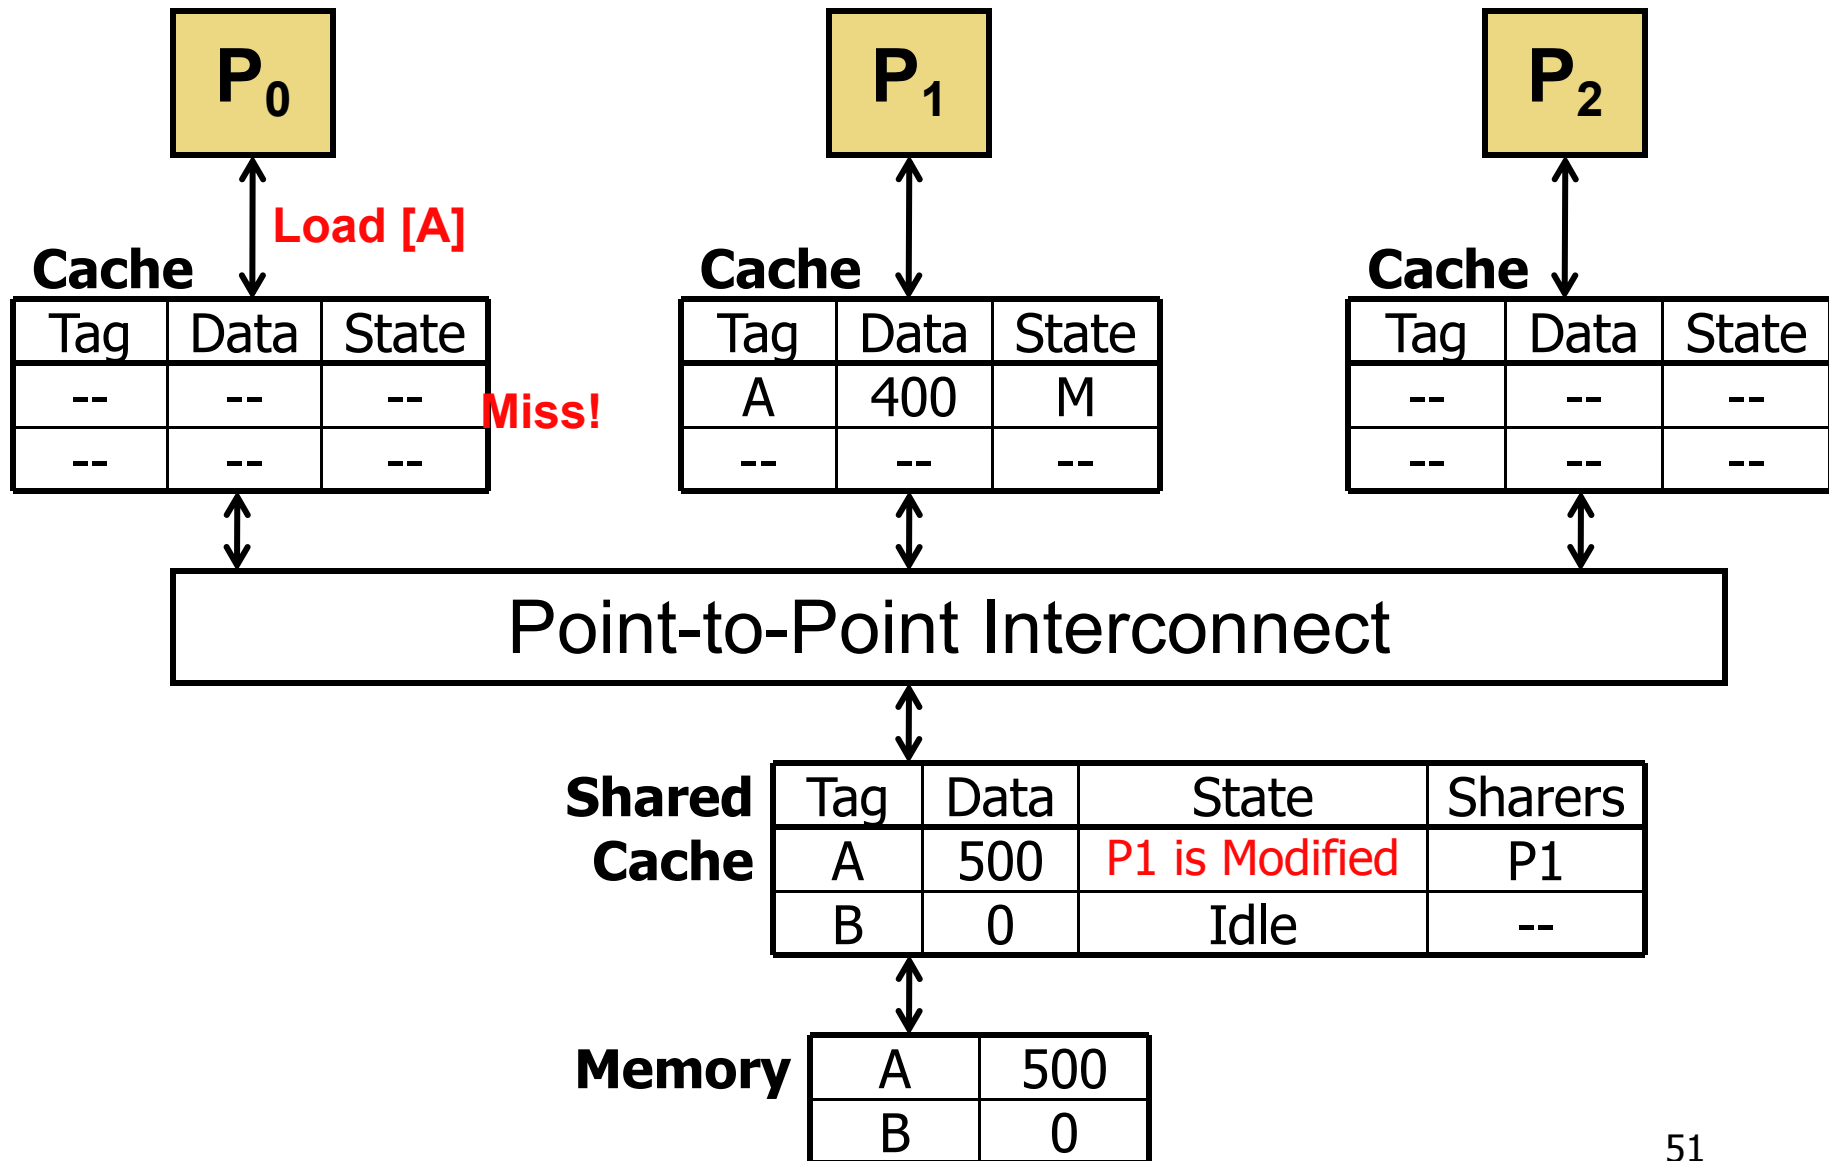 P0 P1 P2
Load [A]
Cache Cache Cache
Tag Data State Tag Data State Tag Data State
-- -- -- Miss! A 400 M -- -- --
-- -- -- -- -- -- -- -- --
Point-to-Point Interconnect
Shared Tag Data State Sharers
Cache A 500 P1 is Modified P1
B 0 Idle --
Memory A 500
B 0
51